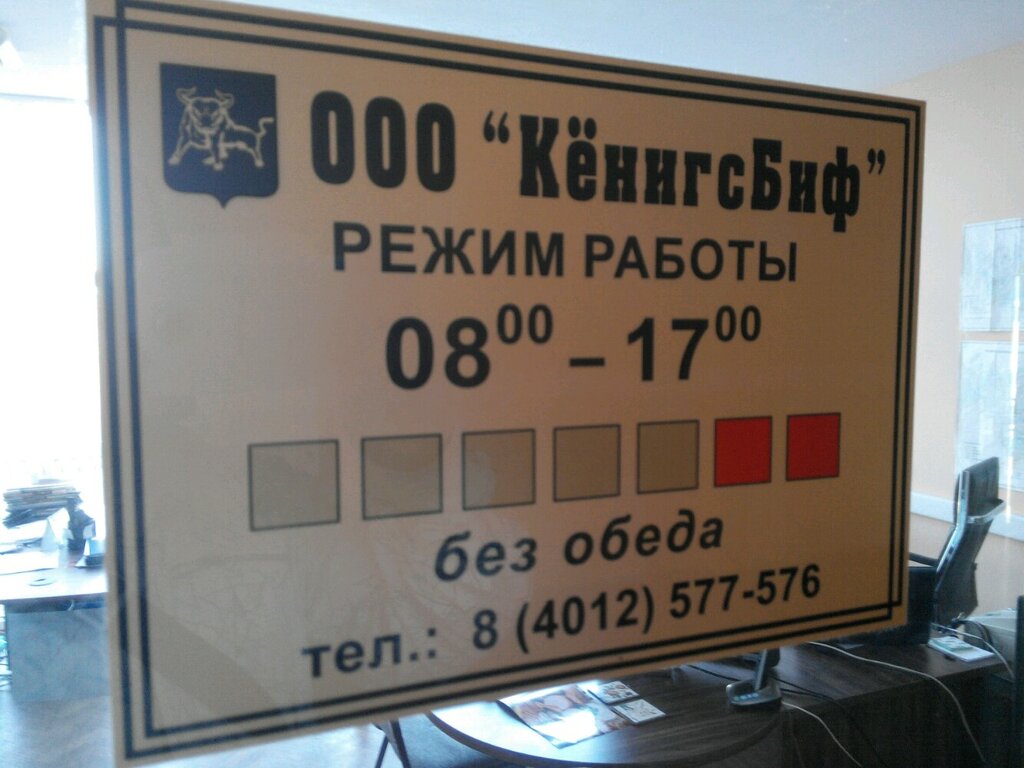 ООО "КёнигсБиф"
РЕЖИМ РАБОТЫ
08⁰⁰ – 17⁰⁰
без обеда
тел.: 8 (4012) 577-576